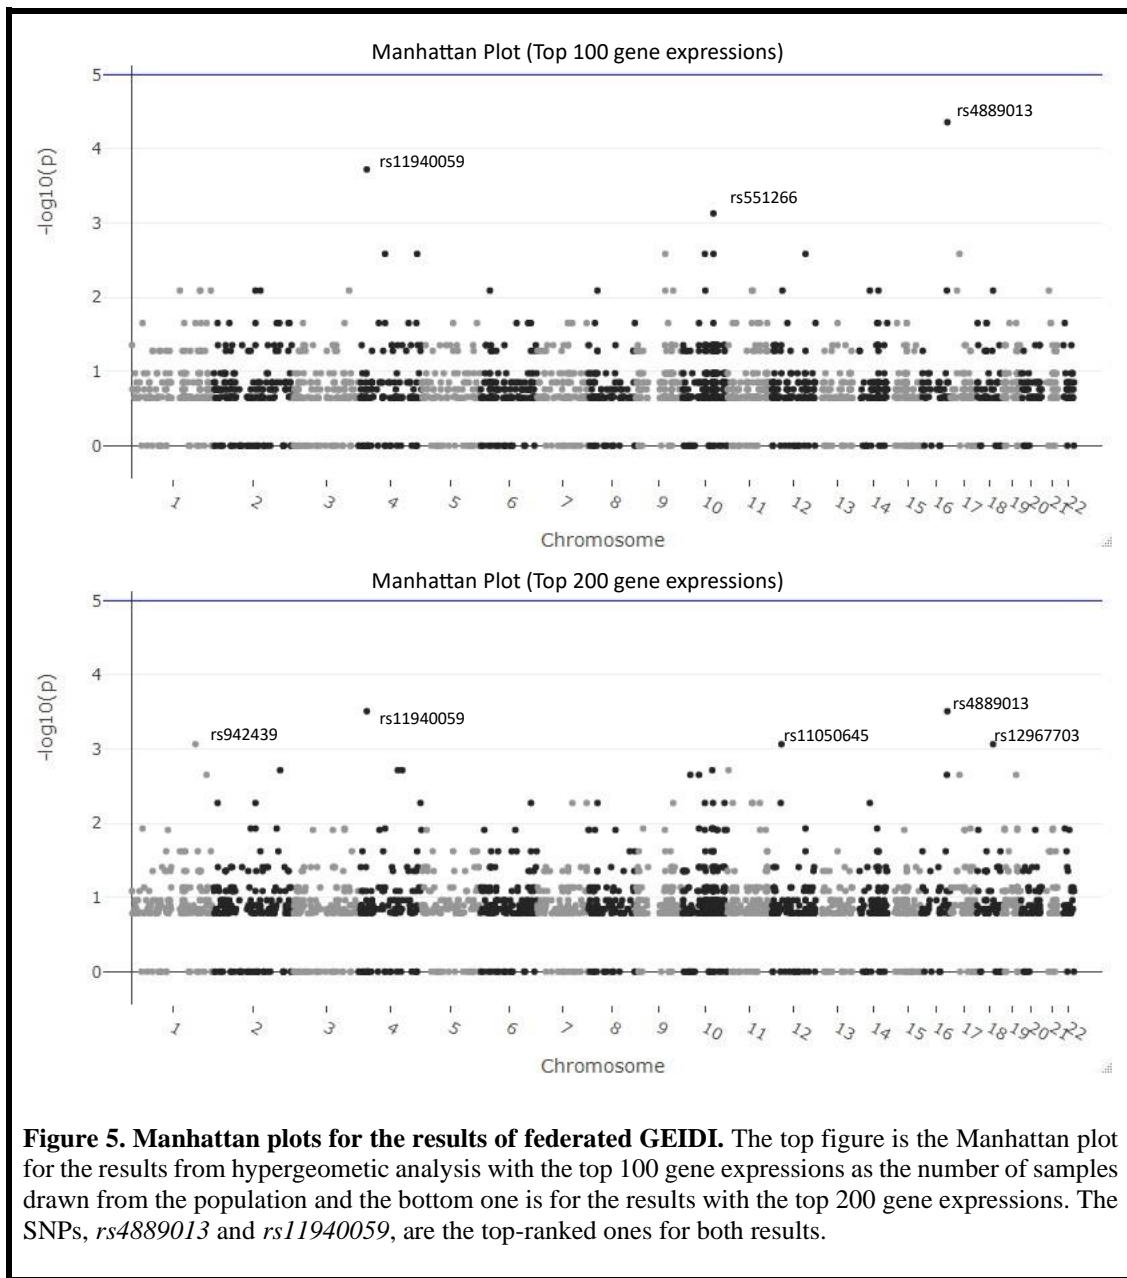 Manhattan Plot (Top 100 gene expressions)
5
rs4889013
4
rs11940059
rs551266
-log10(p)
3
2
1
0
1 2 3 4 5 6 7 8 9 10 11 12 13 14 15 16 17 18 19 20 21 22
Chromosome
Manhattan Plot (Top 200 gene expressions)
5
4
rs4889013
rs11940059
rs942439
rs11050645
rs12967703
-log10(p)
3
2
1
0
1 2 3 4 5 6 7 8 9 10 11 12 13 14 15 16 17 18 19 20 21 22
Chromosome
Figure 5. Manhattan plots for the results of federated GEIDI. The top figure is the Manhattan plot
for the results from hypergeometic analysis with the top 100 gene expressions as the number of samples
drawn from the population and the bottom one is for the results with the top 200 gene expressions. The
SNPs, rs4889013 and rs11940059, are the top-ranked ones for both results.